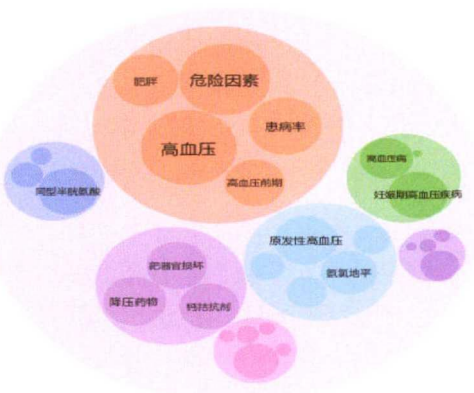 肥胖
危险因素
患病率
高血压
高血压前期
高血压病
妊娠期高血压疾病
同型半胱氨酸
原发性高血压
氨氯地平
靶器官损坏
降压药物
钙拮抗剂